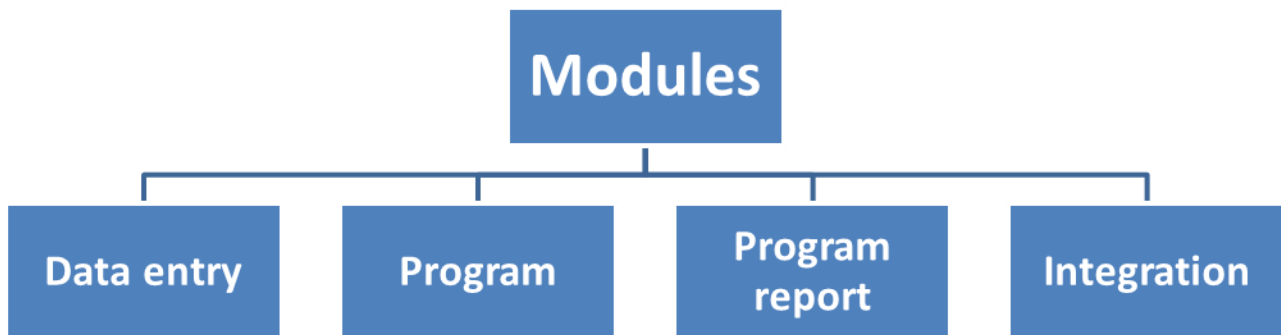 Modules
Data entry
Program
Program
report
Integration